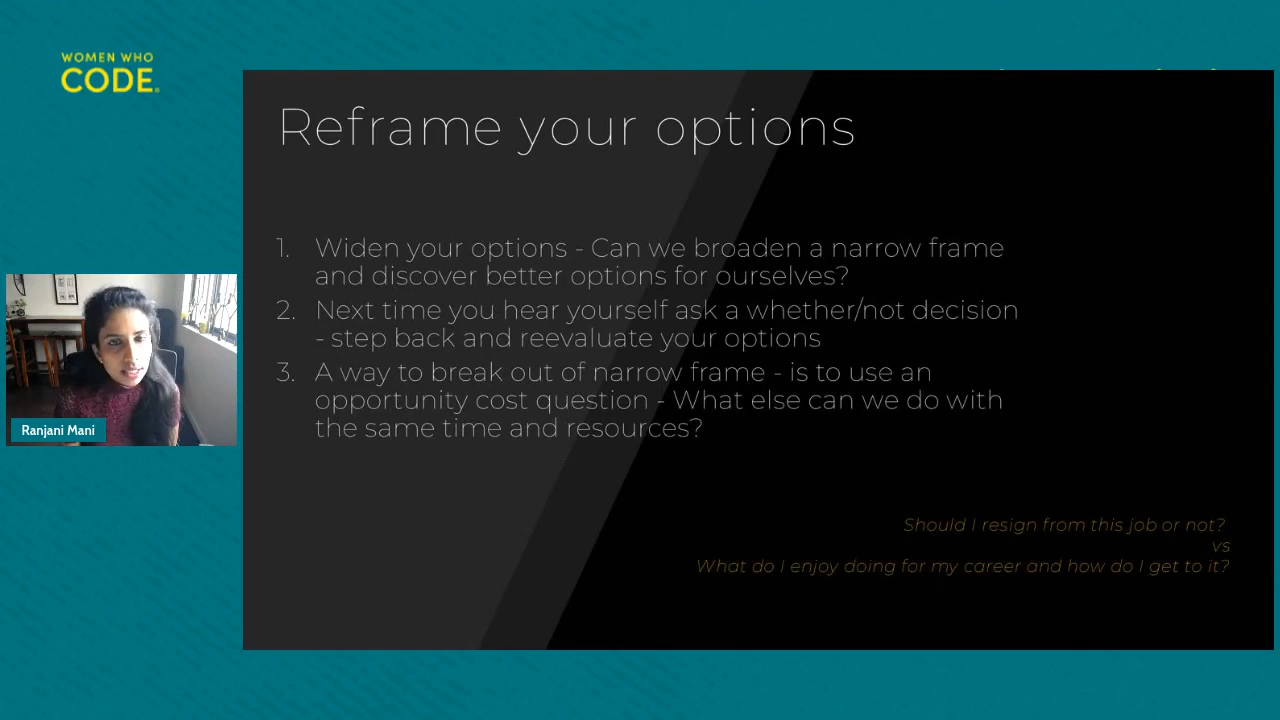 WOMEN WHO
CODE
Reframe your options
1. Widen your options - Can we broaden a narrow frame
and discover better options for ourselves?
2. Next time you hear yourself ask a whether/not decision
- step back and reevaluate your options
3. A way to break out of narrow frame - is to use an
opportunity cost question - What else can we do with
the same time and resources?
Ranjani Mani
Should I resign from this job or not?
vs
What do I enjoy doing for my career and how do I get to it?